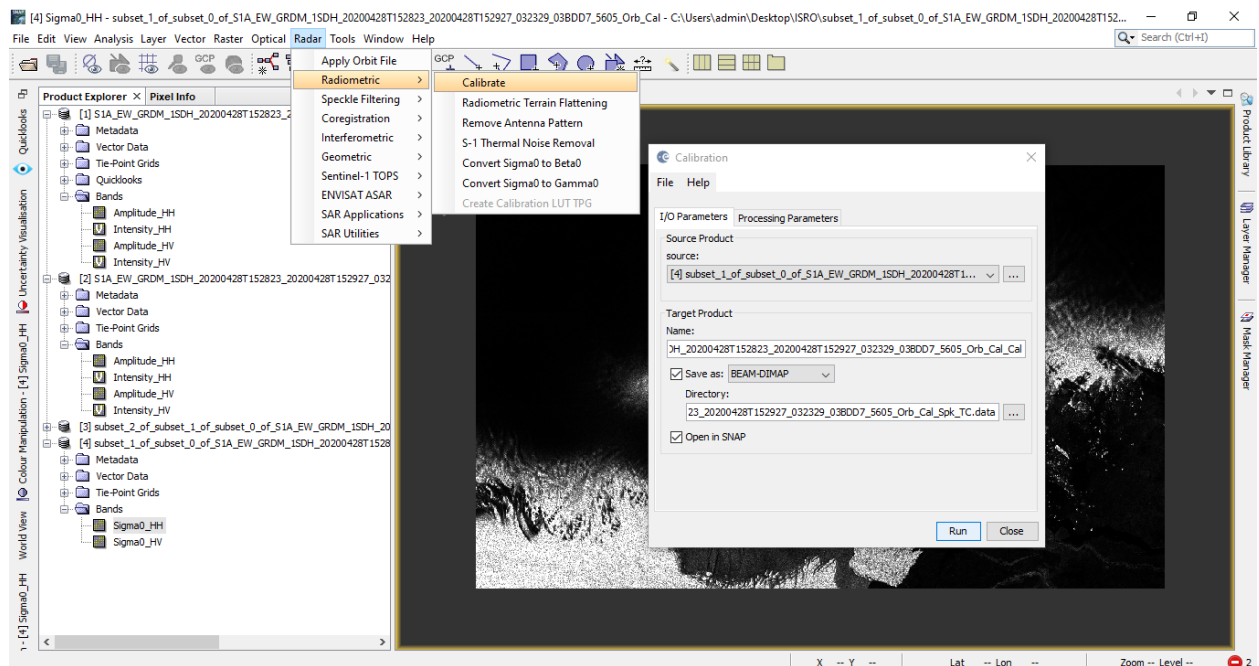 [4] Sigma0_HH - subset_1_of_subset_0_of_S1A_EW_GRDM_1SDH_20200428T152823_20200428T152927_032329_03BDD7_5605_Orb_Cal - C:\Users\admin\Desktop\ISRO\subset_1_of_subset_0_of_S1A_EW_GRDM_1SDH_20200428T152...
File Edit View Analysis Layer Vector Raster Optical Radar Tools Window Help
Search (Ctrl+I)
GCP
GCP
Apply Orbit File
Radiometric
Speckle Filtering
Coregistration
Interferometric
Geometric
Sentinel-1 TOPS
ENVISAT ASAR
SAR Applications
SAR Utilities
Calibrate
Radiometric Terrain Flattening
Remove Antenna Pattern
S-1 Thermal Noise Removal
Convert Sigma0 to Beta0
Convert Sigma0 to Gamma0
Create Calibration LUT TPG
Product Explorer Pixel Info
[1] S1A_EW_GRDM_1SDH_20200428T152823_2
Metadata
Vector Data
Tie-Point Grids
Quicklooks
Bands
Amplitude_HH
Intensity_HH
Amplitude_HV
Intensity_HV
[2] S1A_EW_GRDM_1SDH_20200428T152823_20200428T152927_032
Metadata
Vector Data
Tie-Point Grids
Bands
Amplitude_HH
Intensity_HH
Amplitude_HV
Intensity_HV
[3] subset_2_of_subset_1_of_subset_0_of_S1A_EW_GRDM_1SDH_20
[4] subset_1_of_subset_0_of_S1A_EW_GRDM_1SDH_20200428T1528
Metadata
Vector Data
Tie-Point Grids
Bands
Sigma0_HH
Sigma0_HV
Quicklooks
Uncertainty Visualisation
Colour Manipulation - [4] Sigma0_HH
World View
- [4] Sigma0_HH
Calibration
File Help
I/O Parameters Processing Parameters
Source Product
source:
[4] subset_1_of_subset_0_of_S1A_EW_GRDM_1SDH_20200428T1... ...
Target Product
Name:
H_20200428T152823_20200428T152927_032329_03BDD7_5605_Orb_Cal_Cal
Save as: BEAM-DIMAP
Directory:
23_20200428T152927_032329_03BDD7_5605_Orb_Cal_Spk_TC.data ...
Open in SNAP
Run Close
Product Library
Layer Manager
Mask Manager
X -- Y -- Lat -- Lon -- Zoom -- Level -- 2